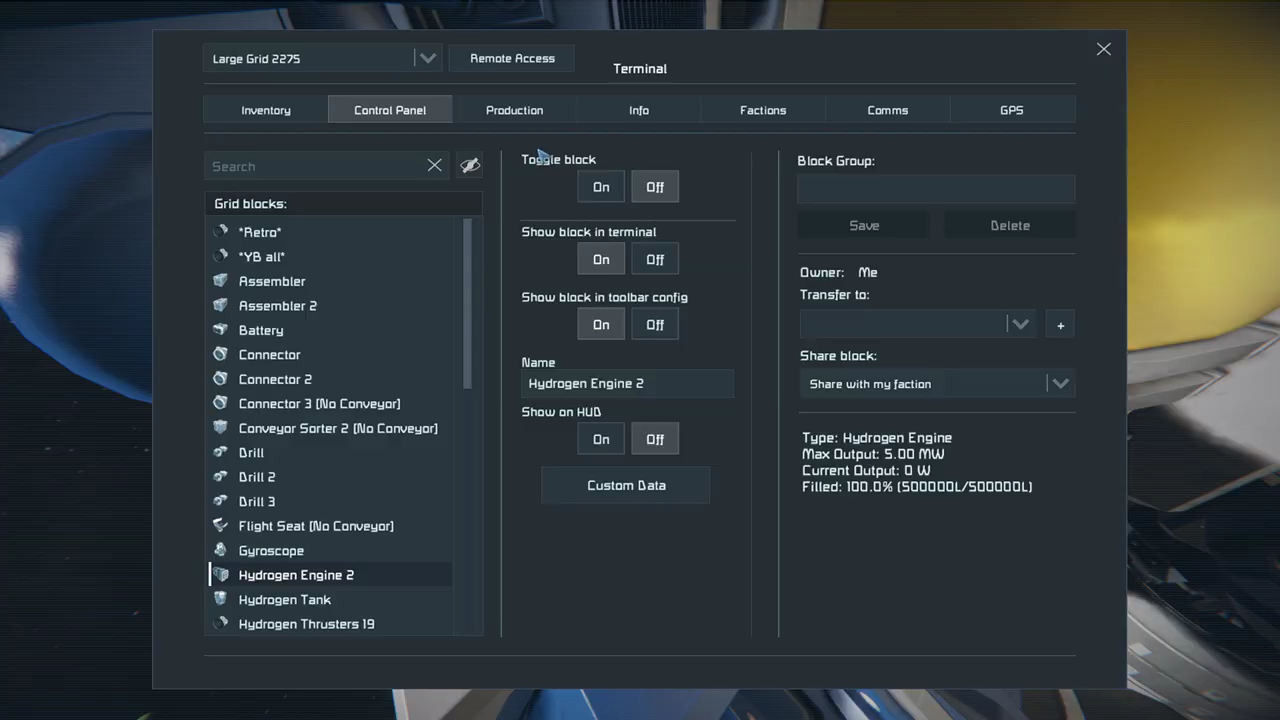 Large Grid 2275
Remote Access
Terminal
Inventory
Control Panel
Production
Info
Factions
Comms
GPS
Search
Grid blocks:
*Retro*
*YB all*
Assembler
Assembler 2
Battery
Connector
Connector 2
Connector 3 [No Conveyor]
Conveyor Sorter 2 [No Conveyor]
Drill
Drill 2
Drill 3
Flight Seat [No Conveyor]
Gyroscope
Hydrogen Engine 2
Hydrogen Tank
Hydrogen Thrusters 19
Toggle block
On Off
Show block in terminal
On Off
Show block in toolbar config
On Off
Name
Hydrogen Engine 2
Show on HUD
On Off
Custom Data
Block Group:
Save Delete
Owner: Me
Transfer to:
+
Share block:
Share with my faction
Type: Hydrogen Engine
Max Output: 5.00 MW
Current Output: 0 W
Filled: 100.0% (500000L/500000L)